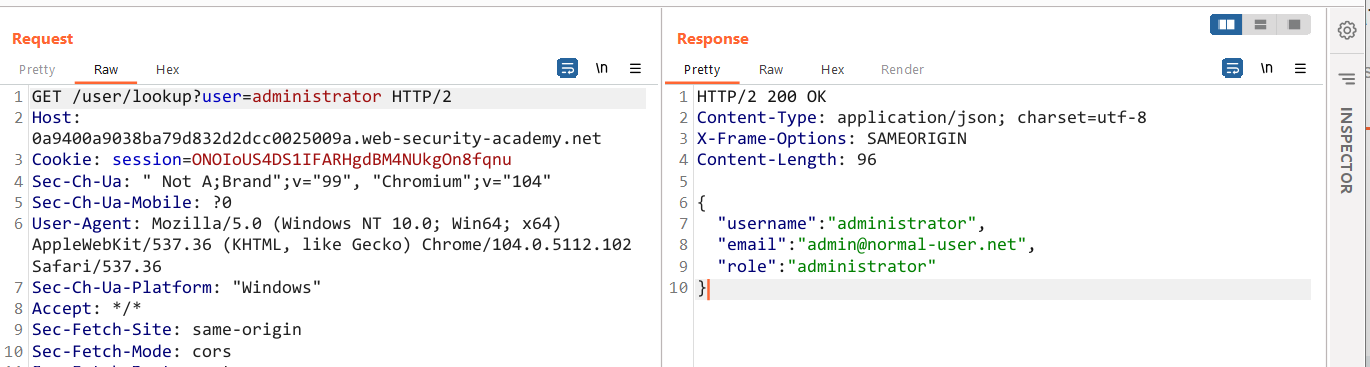 Request
Pretty Raw Hex \n
1 GET /user/lookup?user=administrator HTTP/2
2 Host:
0a9400a9038ba79d832d2dcc0025009a.web-security-academy.net
3 Cookie: session=ONOIoUS4DS1IFARHgdBM4NUkgOn8fqnu
4 Sec-Ch-Ua: " Not A;Brand";v="99", "Chromium";v="104"
5 Sec-Ch-Ua-Mobile: ?0
6 User-Agent: Mozilla/5.0 (Windows NT 10.0; Win64; x64)
AppleWebKit/537.36 (KHTML, like Gecko) Chrome/104.0.5112.102
Safari/537.36
7 Sec-Ch-Ua-Platform: "Windows"
8 Accept: */*
9 Sec-Fetch-Site: same-origin
10 Sec-Fetch-Mode: cors
Response
Pretty Raw Hex Render \n
1 HTTP/2 200 OK
2 Content-Type: application/json; charset=utf-8
3 X-Frame-Options: SAMEORIGIN
4 Content-Length: 96
5
6 {
7 "username":"administrator",
8 "email":"admin@normal-user.net",
9 "role":"administrator"
10 }
INSPECTOR